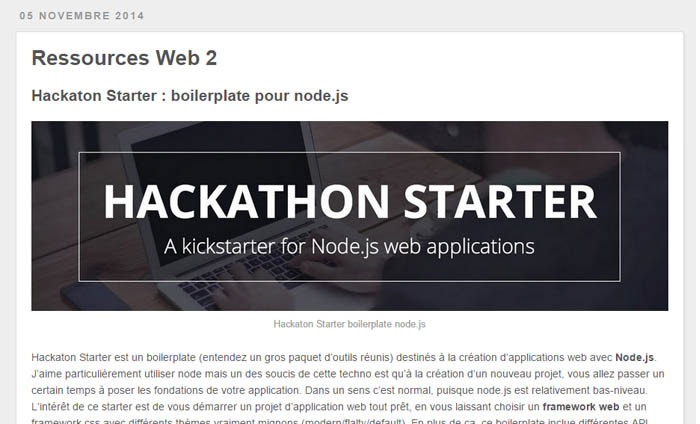 05 NOVEMBRE 2014
Ressources Web 2
Hackaton Starter : boilerplate pour node.js
HACKATHON STARTER
A kickstarter for Node.js web applications
Hackaton Starter boilerplate node.js
Hackaton Starter est un boilerplate (entendez un gros paquet d'outils réunis) destinés à la création d'applications web avec Node.js.
J'aime particulièrement utiliser node mais un des soucis de cette techno est qu'à la création d'un nouveau projet, vous allez passer un
certain temps à poser les fondations de votre application. Dans un sens c'est normal, puisque node.js est relativement bas-niveau.
L'intérêt de ce starter est de vous démarrer un projet d'application web tout prêt, en vous laissant choisir un framework web et un
framework css avec différents thèmes vraiment mignons (modern/flatly/default). En plus de ça, ce boilerplate inclue différentes API